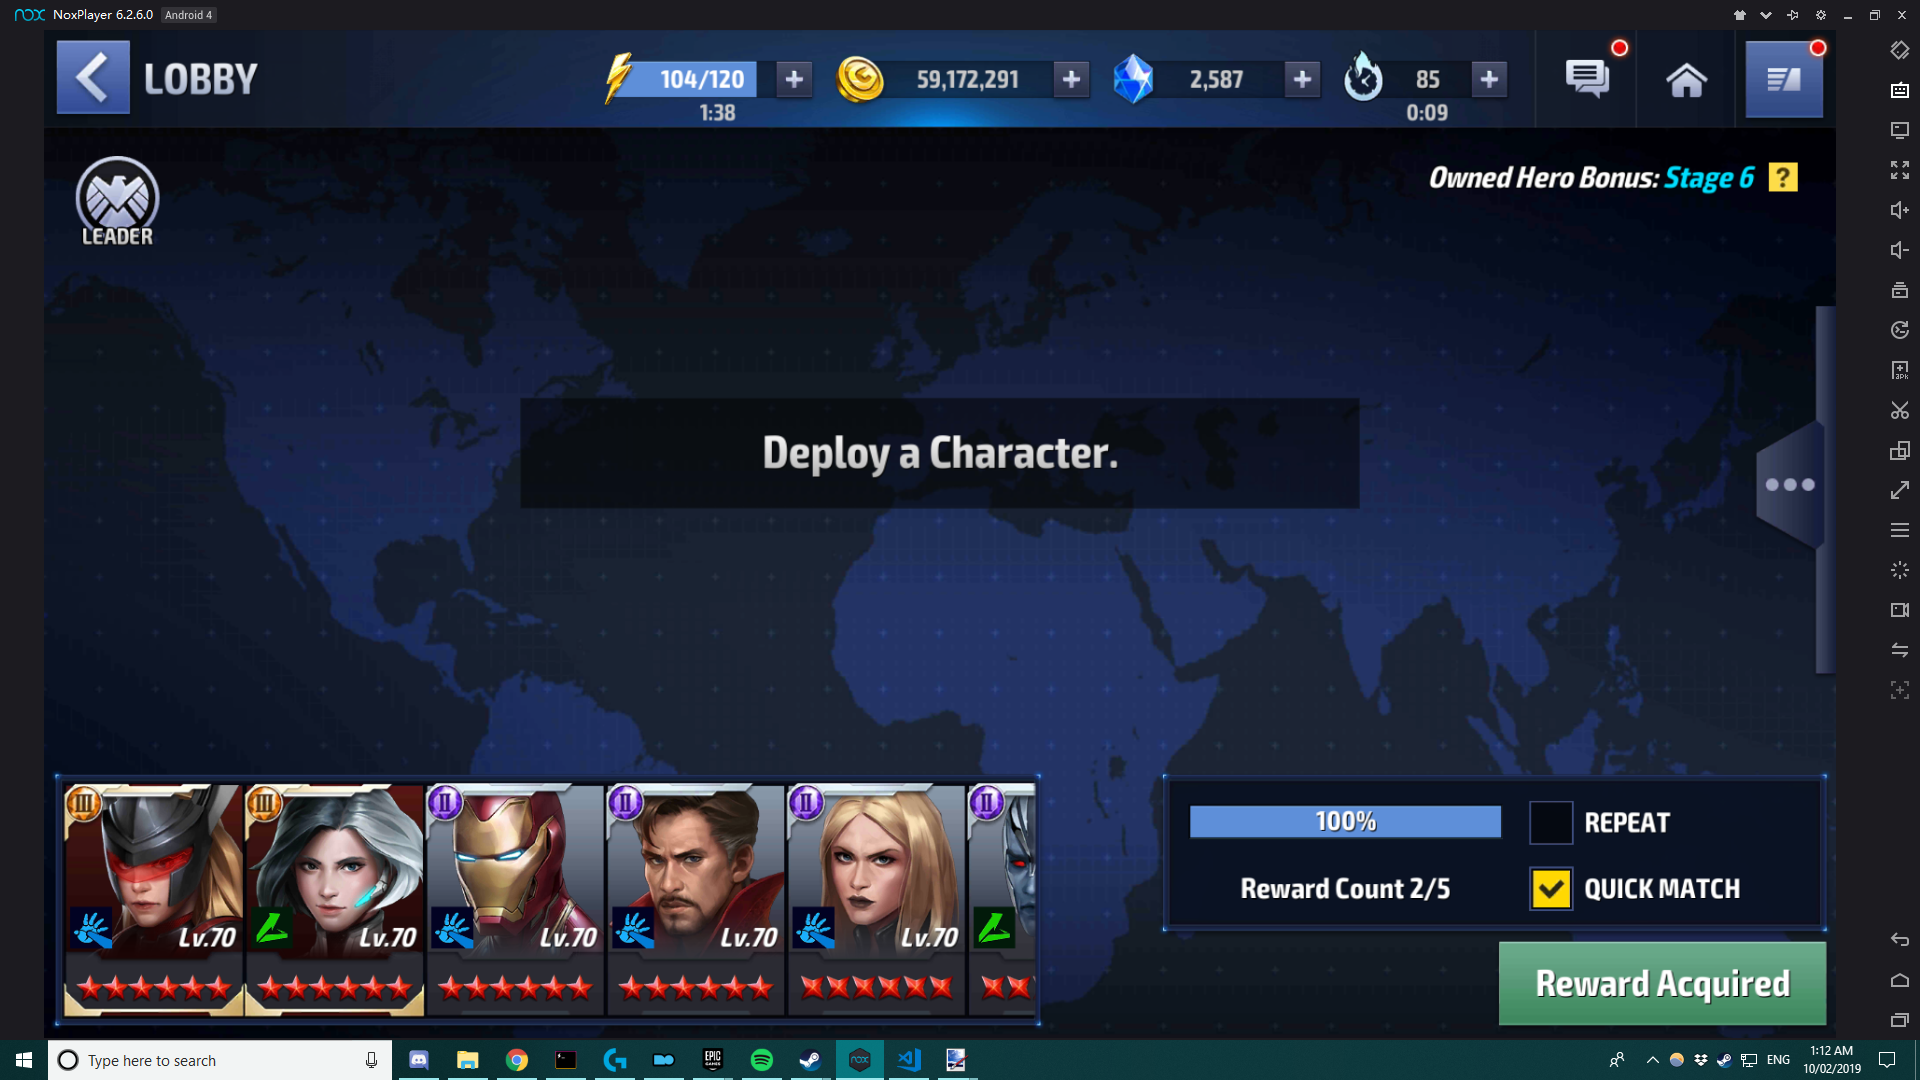 nox NoxPlayer 6.2.6.0 Android 4
LOBBY
104/120
1:38
59,172,291
2,587
85
0:09
LEADER
Owned Hero Bonus: Stage 6 ?
Deploy a Character.
III
III
II
II
II
II
Lv.70
Lv.70
Lv.70
Lv.70
Lv.70
100%
REPEAT
Reward Count 2/5
QUICK MATCH
Reward Acquired
Type here to search
EPIC
GAMES
nox
ENG
1:12 AM
10/02/2019